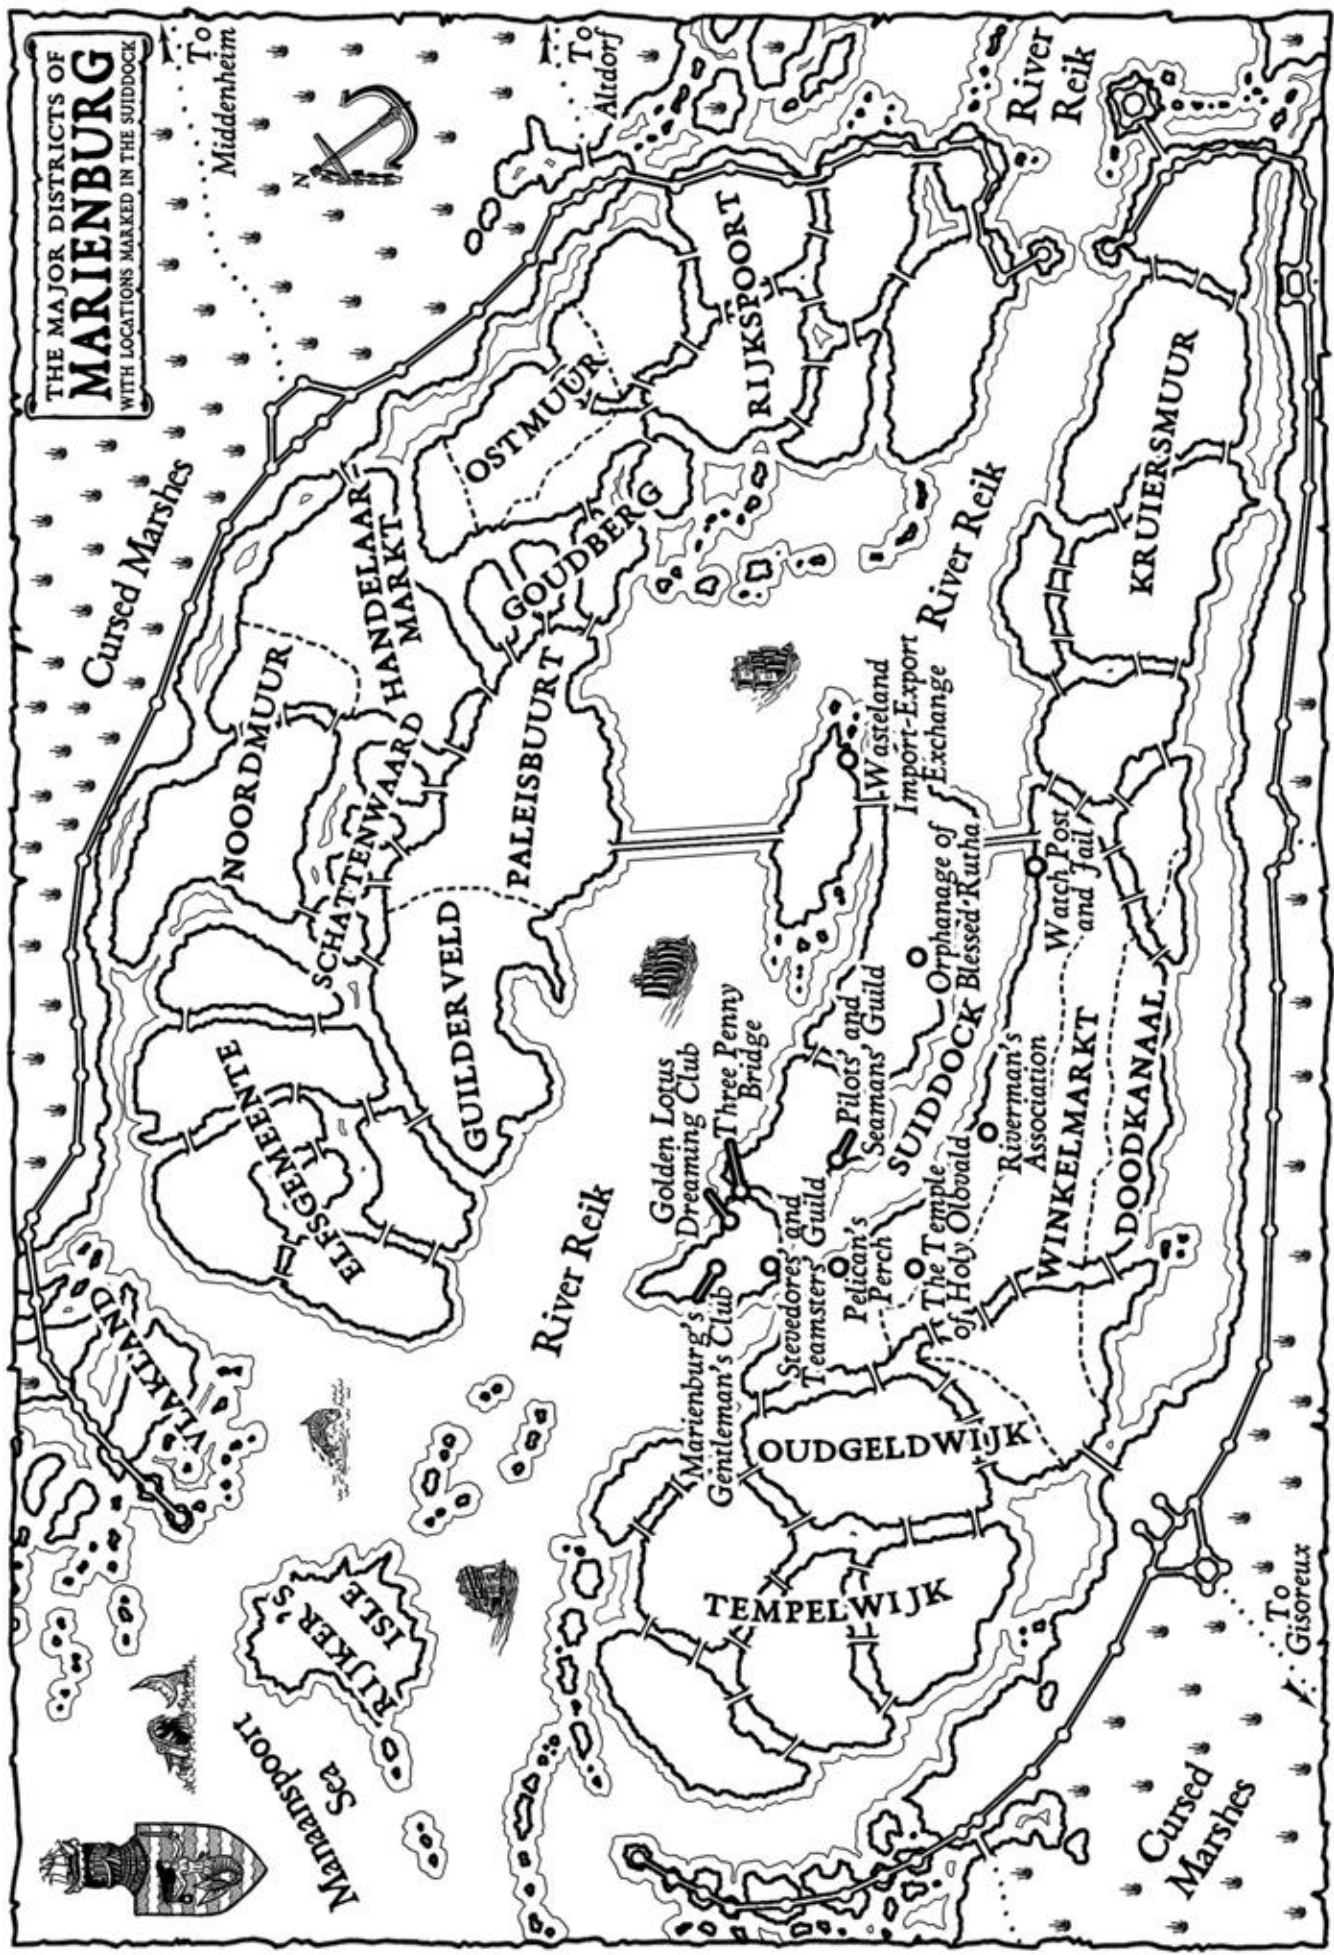 THE MAJOR DISTRICTS OF
MARIENBURG
WITH LOCATIONS MARKED IN THE SUIDDOCK
To
Middenheim
To
Altdorf
N
River
Reik
Cursed Marshes
RIJKSPOORT
OSTMUUR
GOUDBERG
HANDELAAR
MARKT
KRUIERSMUUR
River Reik
NOORDMUUR
SCHATTENWAARD
PALEISBUURT
Wasteland
Import-Export
Exchange
Orphanage of
Blessed Rutha
Watch Post
and Jail
GUILDERVELD
ELFSGEMEENTE
Golden Lotus
Dreaming Club
Three Penny
Bridge
Pilots' and
Seamans' Guild
SUIDDOCK
Riverman's
Association
WINKELMARKT
DOODKANAAL
River Reik
Marienburg's
Gentleman's Club
Stevedores' and
Teamsters' Guild
Pelican's
Perch
The Temple
of Holy Olovald
VLAKLAND
OUDGELDWIJK
TEMPELWIJK
RIJKER'S
ISLE
Manaanspoort
Sea
To
Gisoreux
Cursed
Marshes